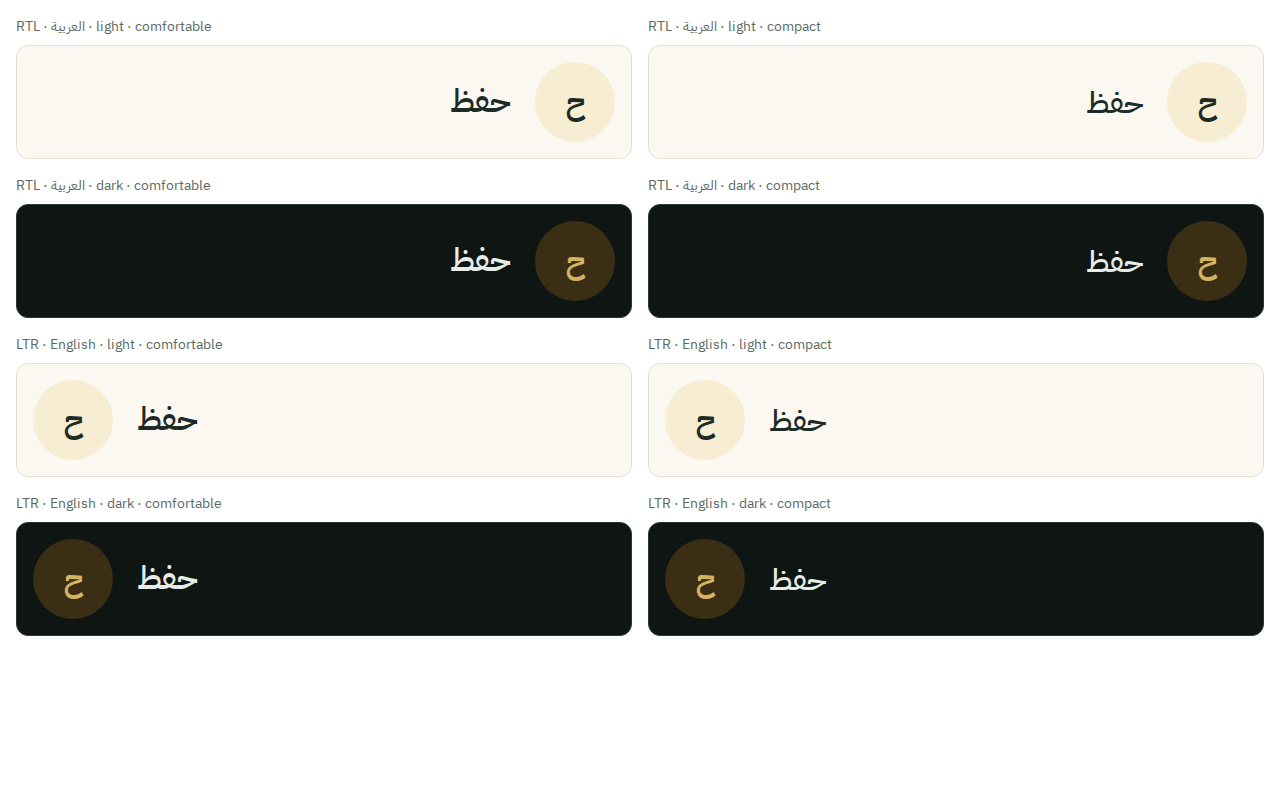 RTL · العربية · light · comfortable
ح حفظ
RTL · العربية · light · compact
ح حفظ
RTL · العربية · dark · comfortable
ح حفظ
RTL · العربية · dark · compact
ح حفظ
LTR · English · light · comfortable
ح حفظ
LTR · English · light · compact
ح حفظ
LTR · English · dark · comfortable
ح حفظ
LTR · English · dark · compact
ح حفظ